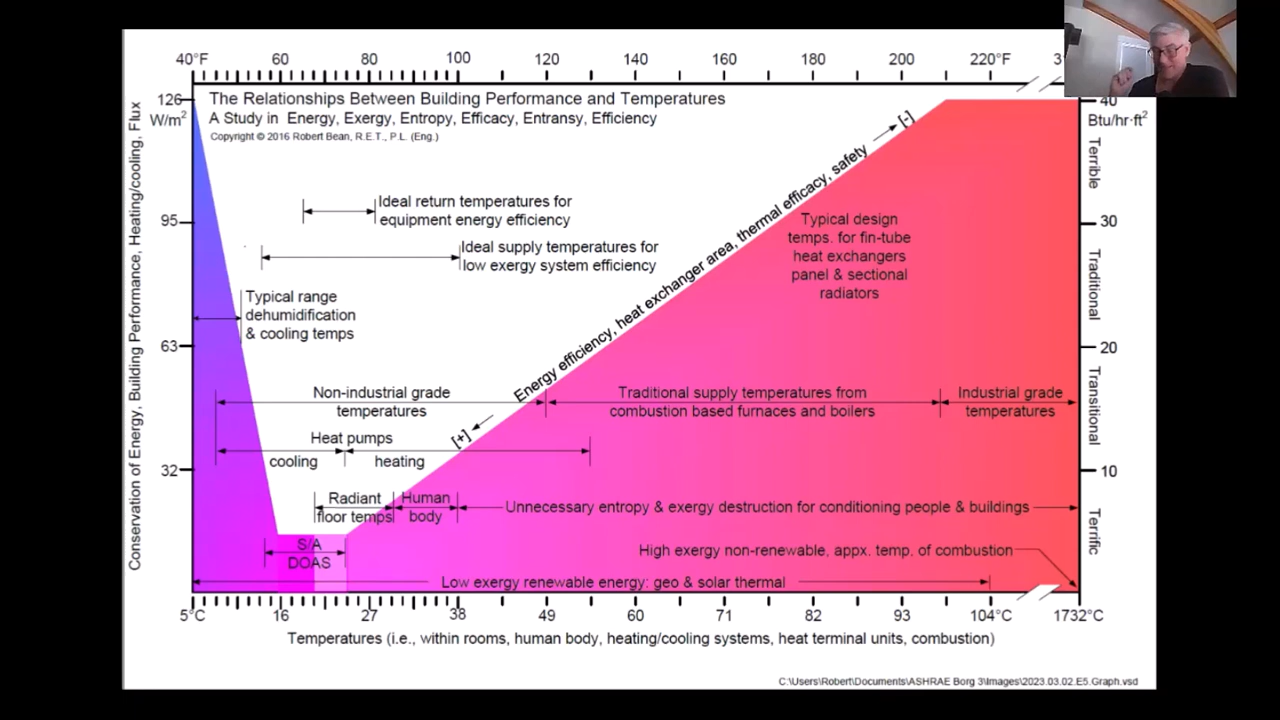 40°F 60 80 100 120 140 160 180 200 220°F 3
126
W/m²
40
Btu/hr·ft²
The Relationships Between Building Performance and Temperatures
A Study in Energy, Exergy, Entropy, Efficacy, Entransy, Efficiency
Copyright © 2016 Robert Bean, R.E.T., P.L.(Eng.)
Conservation of Energy, Building Performance, Heating/cooling, Flux
95
63
32
30
20
10
Terrible
Traditional
Transitional
Terrific
Ideal return temperatures for
equipment energy efficiency
Ideal supply temperatures for
low exergy system efficiency
Typical range
dehumidification
& cooling temps
[+] Energy efficiency, heat exchanger area, thermal efficacy, safety [-]
Typical design
temps. for fin-tube
heat exchangers
panel & sectional
radiators
Non-industrial grade
temperatures
Traditional supply temperatures from
combustion based furnaces and boilers
Industrial grade
temperatures
Heat pumps
cooling heating
Radiant
floor temps
Human
body
Unnecessary entropy & exergy destruction for conditioning people & buildings
S/A
DOAS
High exergy non-renewable, appx. temp. of combustion
Low exergy renewable energy: geo & solar thermal
5°C 16 27 38 49 60 71 82 93 104°C 1732°C
Temperatures (i.e., within rooms, human body, heating/cooling systems, heat terminal units, combustion)
C:\Users\Robert\Documents\ASHRAE Borg 3\Images\2023.03.02.E5.Graph.vsd